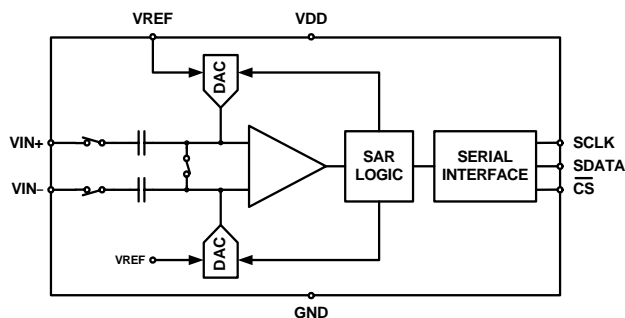 VREF
VDD
DAC
VIN+
VIN–
SAR
LOGIC
SERIAL
INTERFACE
SCLK
SDATA
CS
VREF
DAC
GND